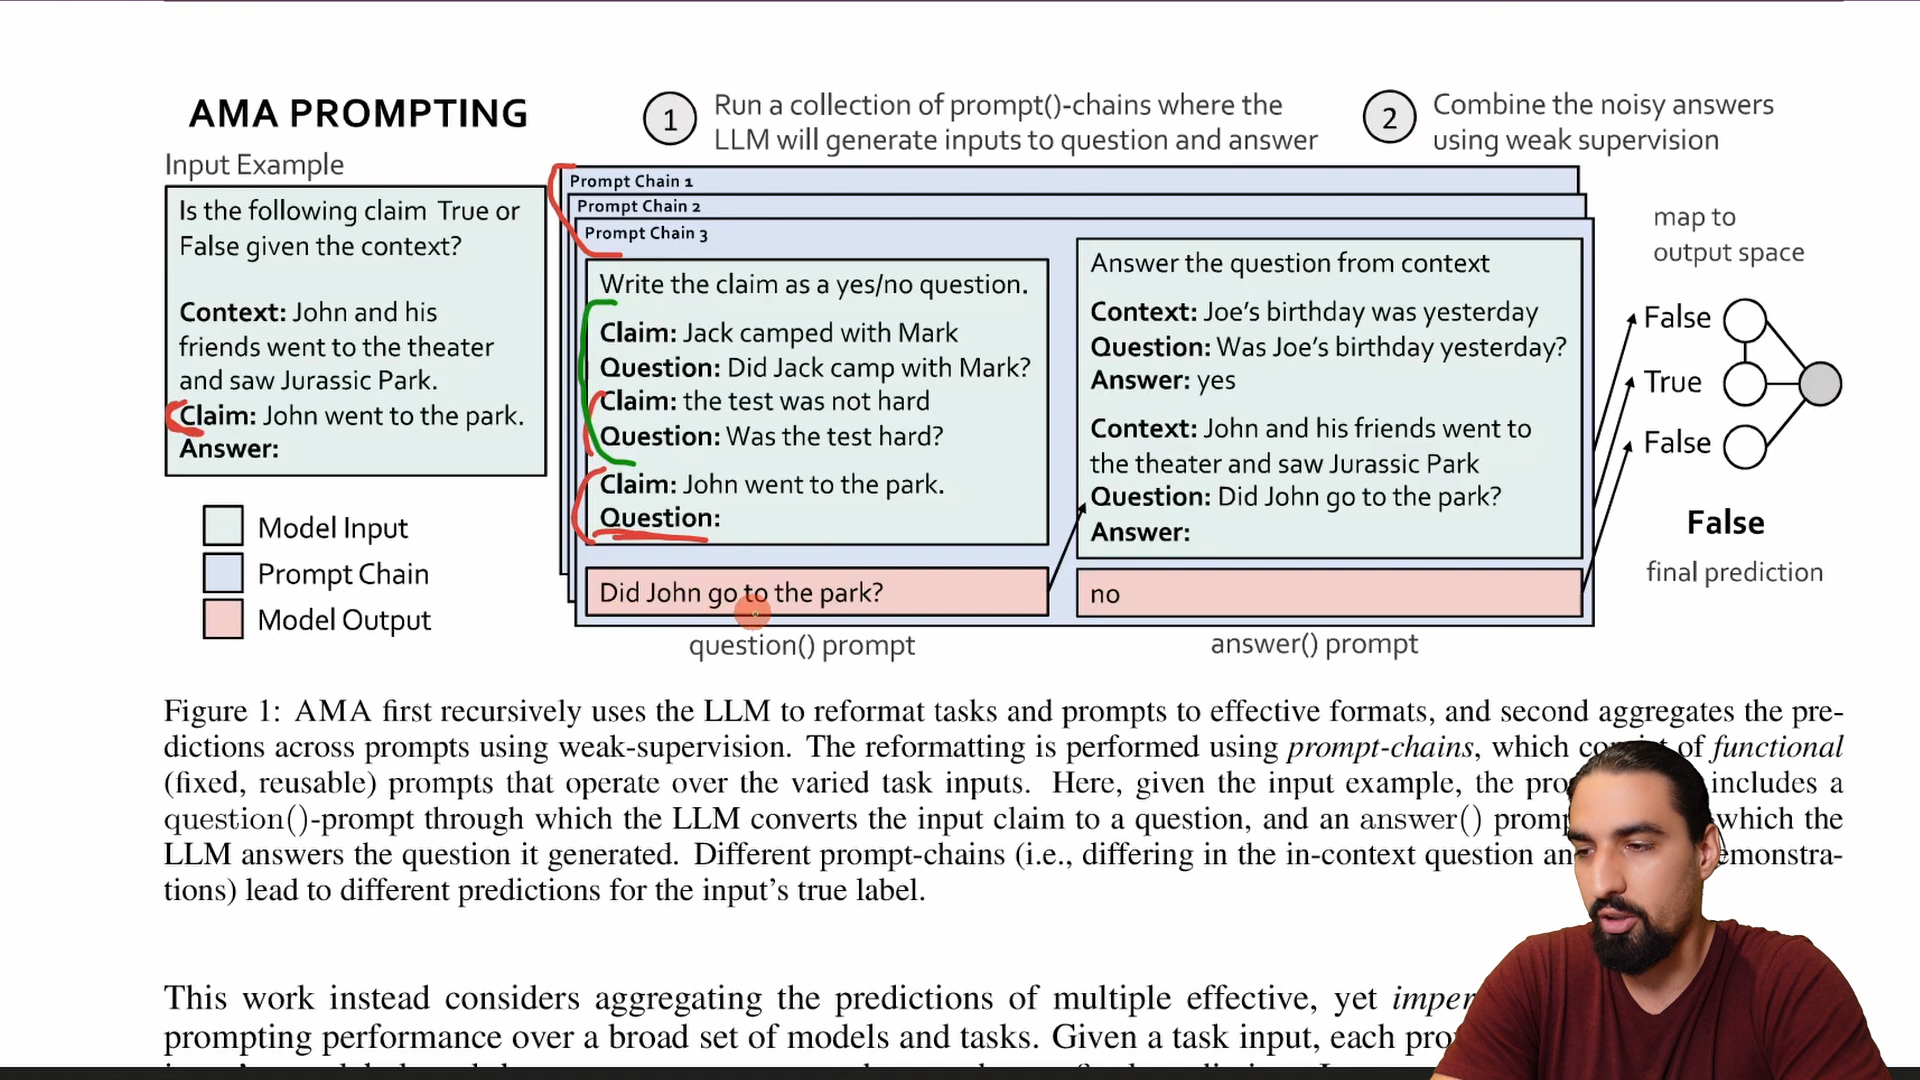 AMA PROMPTING
1
Run a collection of prompt()-chains where the
LLM will generate inputs to question and answer
2
Combine the noisy answers
using weak supervision
Input Example
Is the following claim True or
False given the context?
Context: John and his
friends went to the theater
and saw Jurassic Park.
Claim: John went to the park.
Answer:
Model Input
Prompt Chain
Model Output
Prompt Chain 1
Prompt Chain 2
Prompt Chain 3
Write the claim as a yes/no question.
Claim: Jack camped with Mark
Question: Did Jack camp with Mark?
Claim: the test was not hard
Question: Was the test hard?
Claim: John went to the park.
Question:
Did John go to the park?
question() prompt
Answer the question from context
Context: Joe's birthday was yesterday
Question: Was Joe's birthday yesterday?
Answer: yes
Context: John and his friends went to
the theater and saw Jurassic Park
Question: Did John go to the park?
Answer:
no
answer() prompt
map to
output space
False
True
False
False
final prediction
Figure 1: AMA first recursively uses the LLM to reformat tasks and prompts to effective formats, and second aggregates the pre-
dictions across prompts using weak-supervision. The reformatting is performed using prompt-chains, which of functional
(fixed, reusable) prompts that operate over the varied task inputs. Here, given the input example, the includes a
question()-prompt through which the LLM converts the input claim to a question, and an answer() which the
LLM answers the question it generated. Different prompt-chains (i.e., differing in the in-context question
tions) lead to different predictions for the input's true label.
This work instead considers aggregating the predictions of multiple effective, yet
prompting performance over a broad set of models and tasks. Given a task input, each